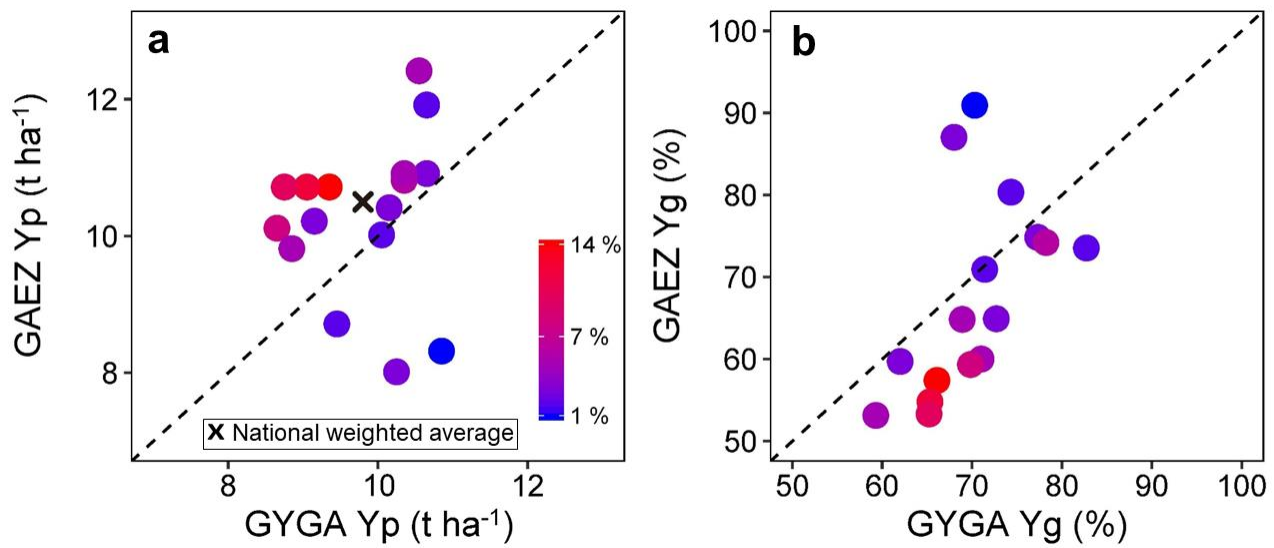 a
GAEZ Yp (t ha⁻¹)
12
10
8
14 %
7 %
1 %
X National weighted average
8 10 12
GYGA Yp (t ha⁻¹)
b
GAEZ Yg (%)
100
90
80
70
60
50
50 60 70 80 90 100
GYGA Yg (%)